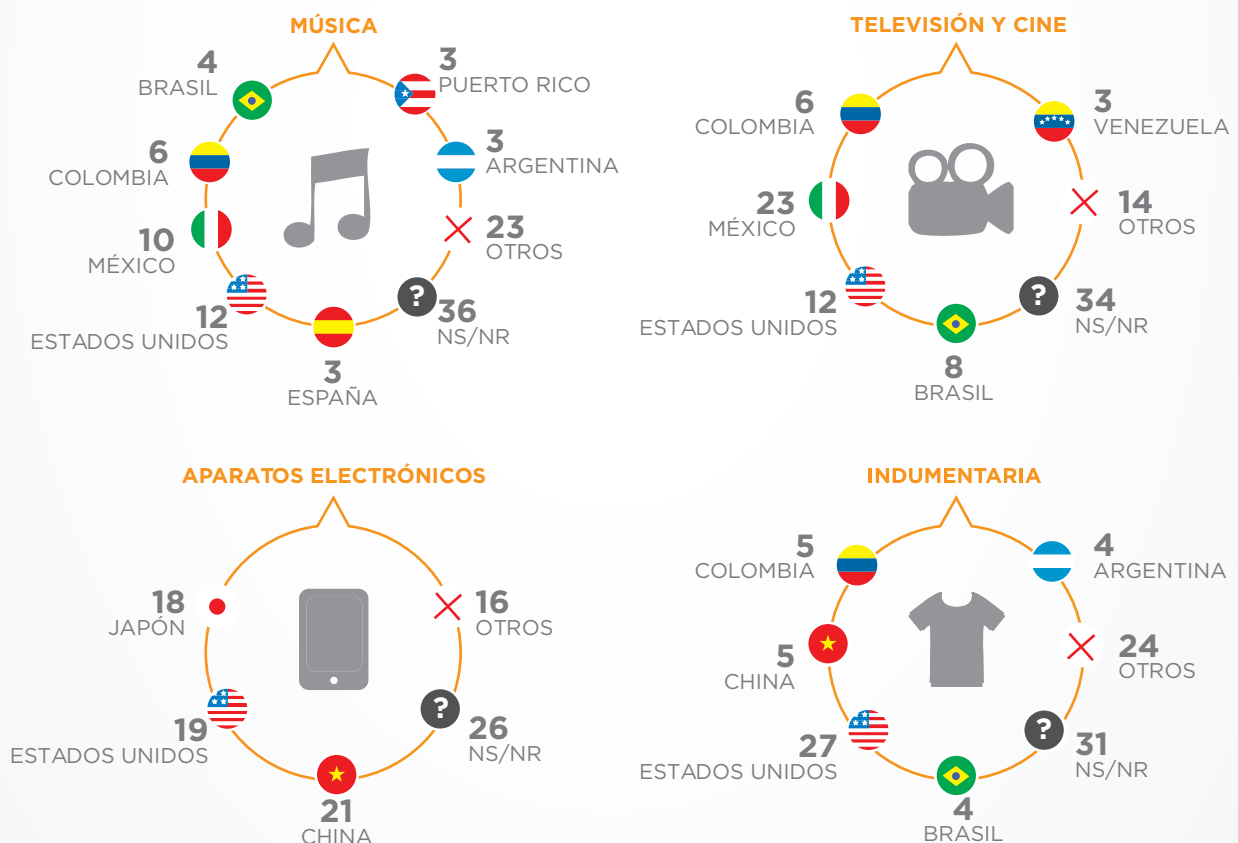 MÚSICA
4
BRASIL
3
PUERTO RICO
6
COLOMBIA
3
ARGENTINA
10
MÉXICO
23
OTROS
12
ESTADOS UNIDOS
?
36
NS/NR
3
ESPAÑA
TELEVISIÓN Y CINE
6
COLOMBIA
3
VENEZUELA
23
MÉXICO
14
OTROS
12
ESTADOS UNIDOS
?
34
NS/NR
8
BRASIL
APARATOS ELECTRÓNICOS
18
JAPÓN
16
OTROS
19
ESTADOS UNIDOS
?
26
NS/NR
21
CHINA
INDUMENTARIA
5
COLOMBIA
4
ARGENTINA
5
CHINA
24
OTROS
27
ESTADOS UNIDOS
?
31
NS/NR
4
BRASIL